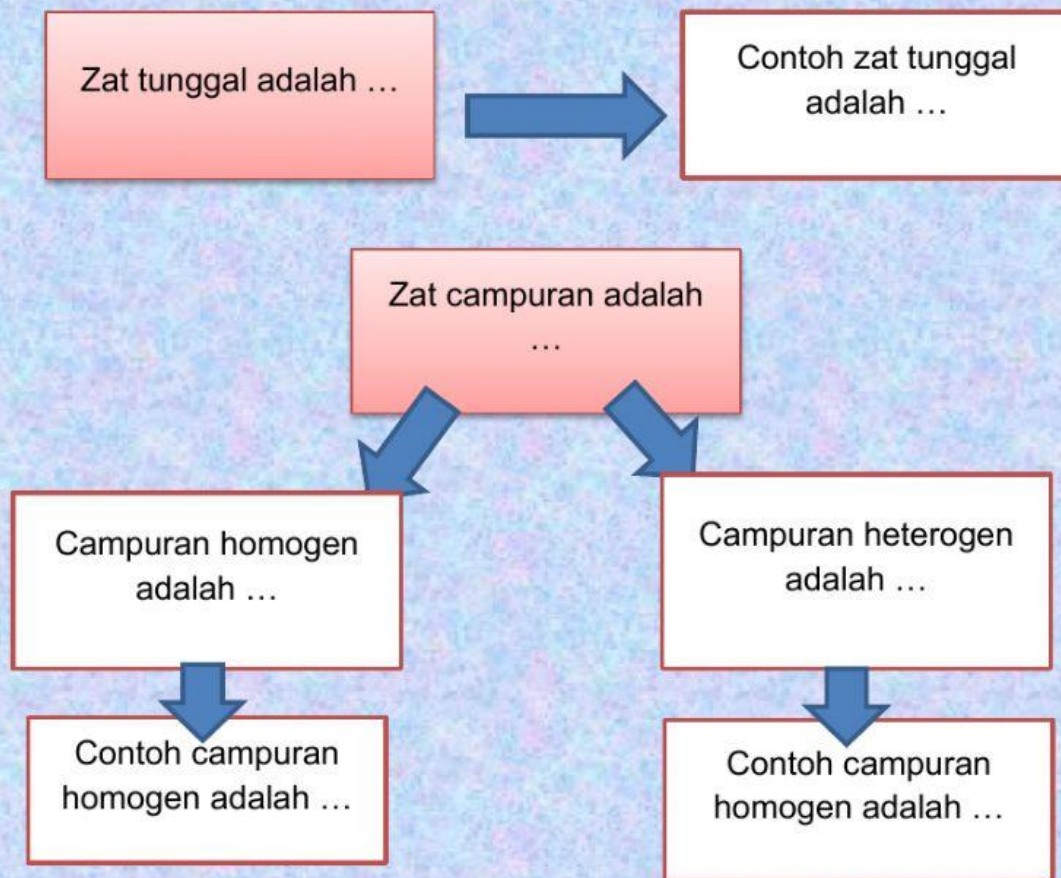 Zat tunggal adalah …
Contoh zat tunggal
adalah …
Zat campuran adalah
…
Campuran homogen
adalah …
Campuran heterogen
adalah …
Contoh campuran
homogen adalah …
Contoh campuran
homogen adalah …